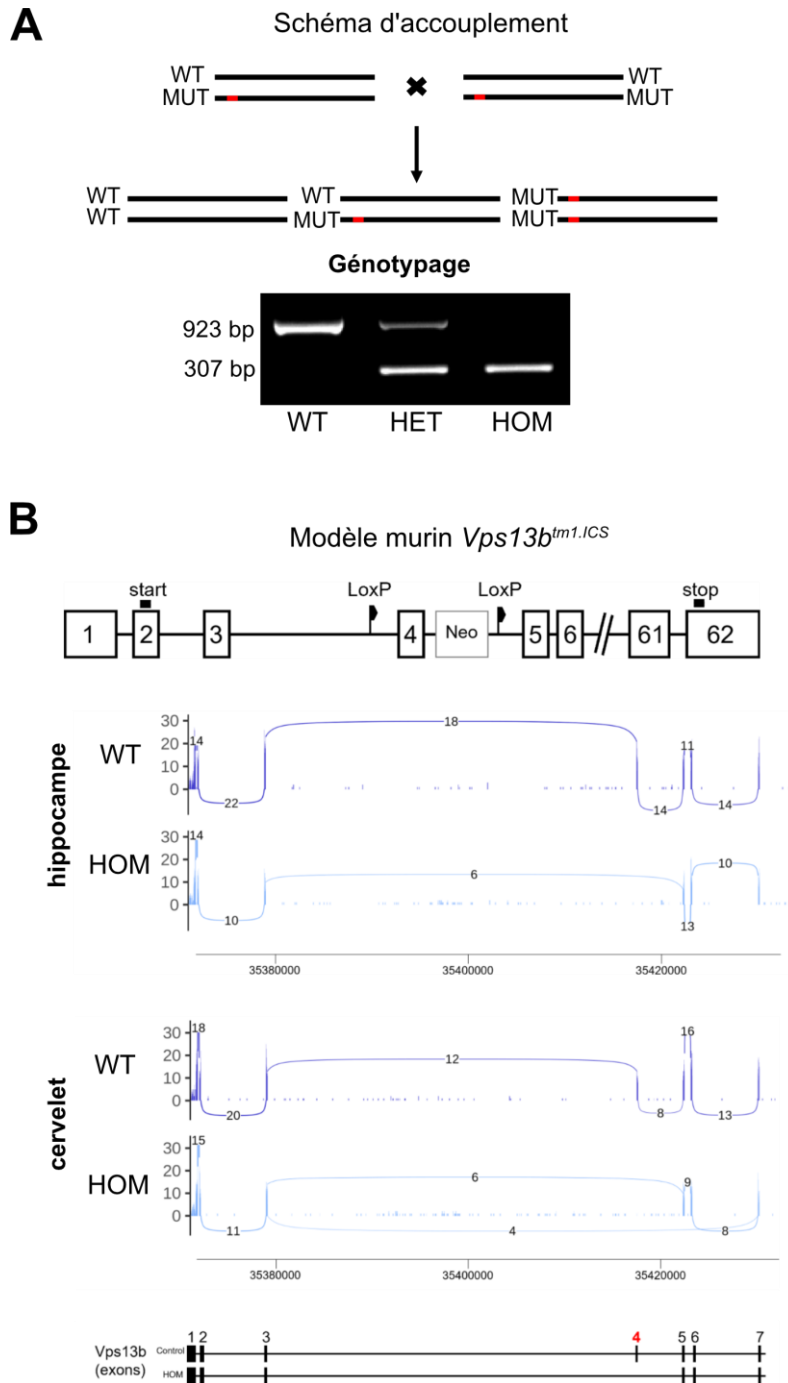 A
Schéma d'accouplement
WT WT
MUT MUT
WT WT MUT
WT MUT MUT
Génotypage
923 bp
307 bp
WT HET HOM
B
Modèle murin Vps13b^tm1.ICS
start LoxP LoxP stop
1 2 3 4 Neo 5 6 61 62
hippocampe
WT
30
20
10
0
14 22 18 14 11 14
HOM
30
20
10
0
14 10 6 13 10
35380000 35400000 35420000
cervelet
WT
30
20
10
0
18 20 12 8 16 13
HOM
30
20
10
0
15 11 6 4 9 8
35380000 35400000 35420000
1 2 3 4 5 6 7
Vps13b Control
(exons) HOM